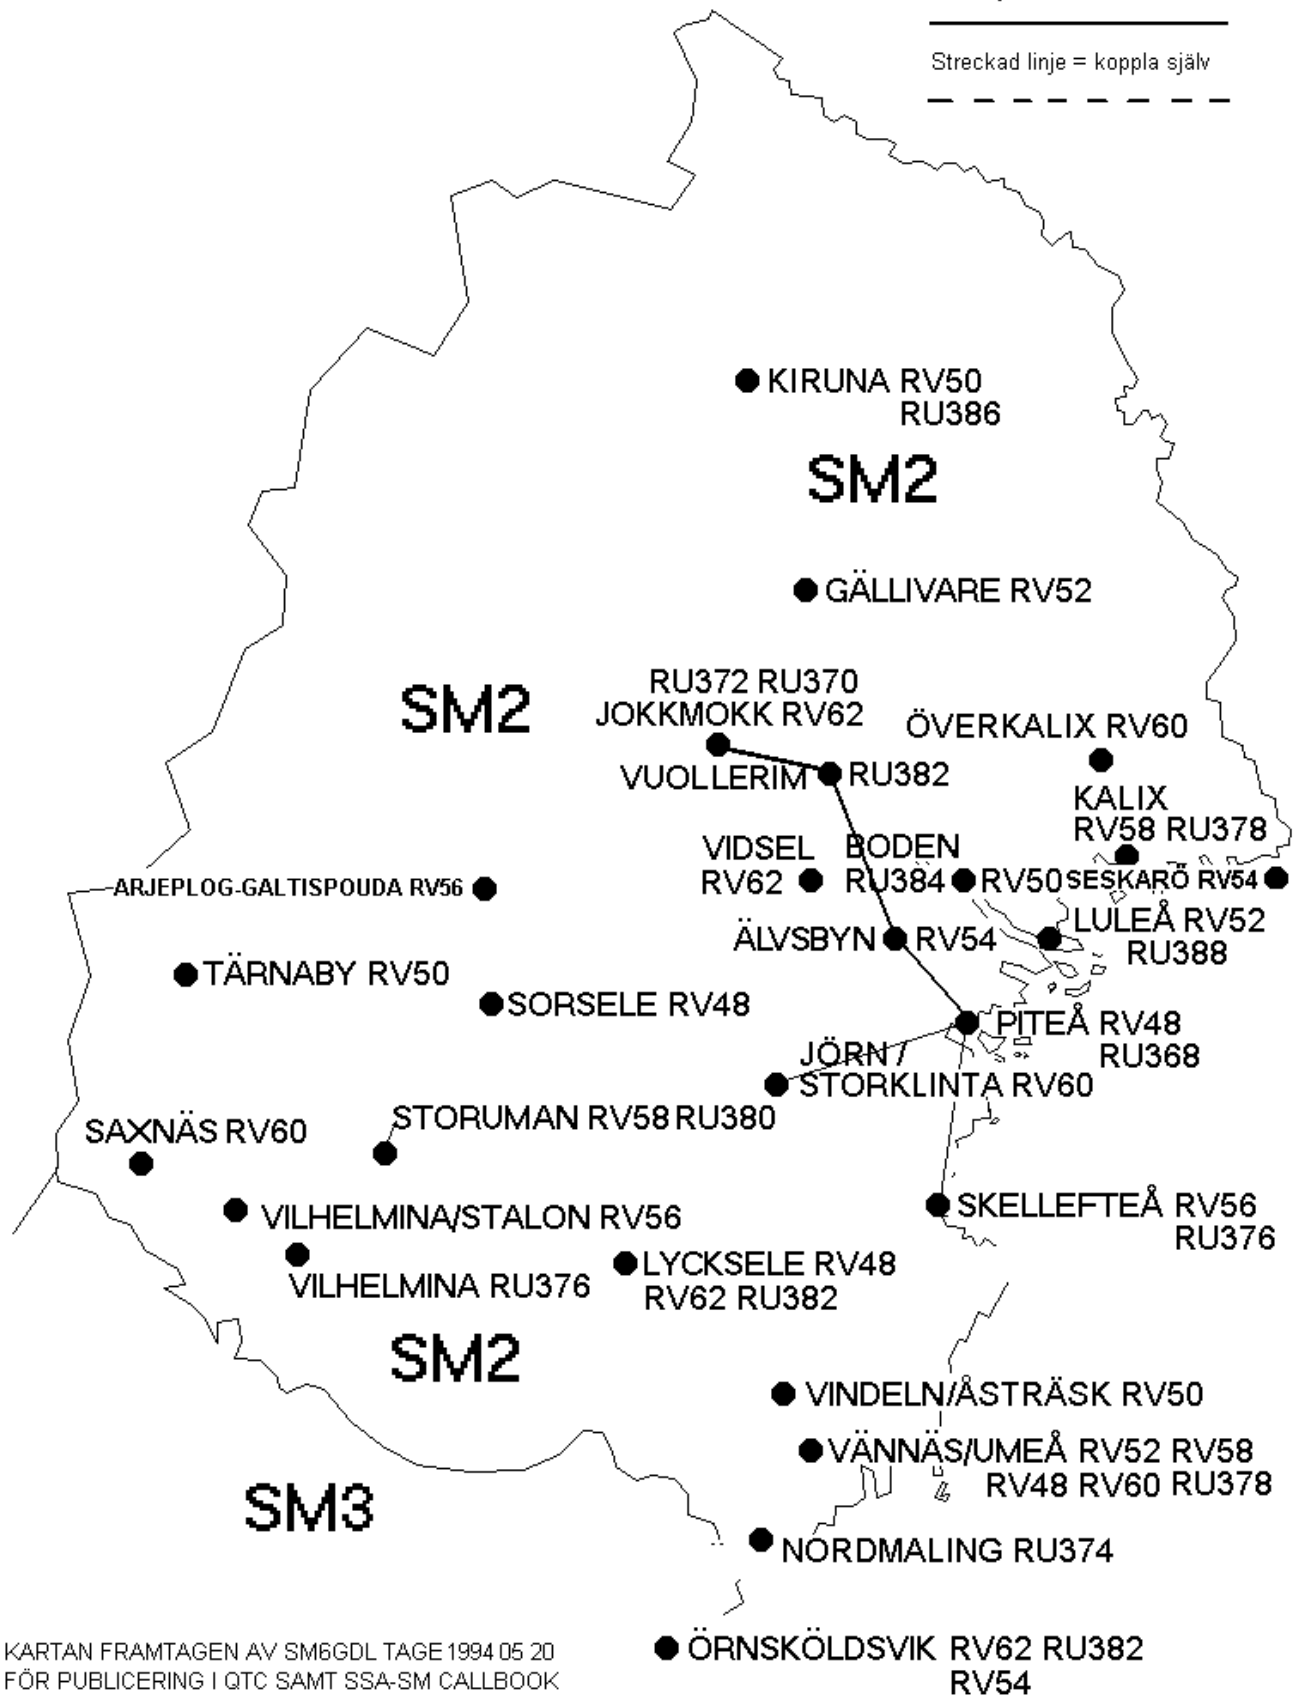 Streckad linje = koppla själv
KIRUNA RV50
RU386
SM2
GÄLLIVARE RV52
SM2
RU372 RU370
JOKKMOKK RV62
ÖVERKALIX RV60
VUOLLERIM RU382
KALIX
RV58 RU378
VIDSEL
RV62
BODEN
RU384 RV50
SESKARÖ RV54
ARJEPLOG-GALTISPOUDA RV56
LULEÅ RV52
RU388
ÄLVSBYN RV54
TÄRNABY RV50
SORSELE RV48
PITEÅ RV48
RU368
JÖRN /
STORKLINTA RV60
STORUMAN RV58 RU380
SAXNÄS RV60
SKELLEFTEÅ RV56
RU376
VILHELMINA/STALON RV56
VILHELMINA RU376
LYCKSELE RV48
RV62 RU382
SM2
VINDELN/ÅSTRÄSK RV50
VÄNNÄS/UMEÅ RV52 RV58
RV48 RV60 RU378
SM3
NORDMALING RU374
ÖRNSKÖLDSVIK RV62 RU382
RV54
KARTAN FRAMTAGEN AV SM6GDL TAGE 1994 05 20
FÖR PUBLICERING I QTC SAMT SSA-SM CALLBOOK